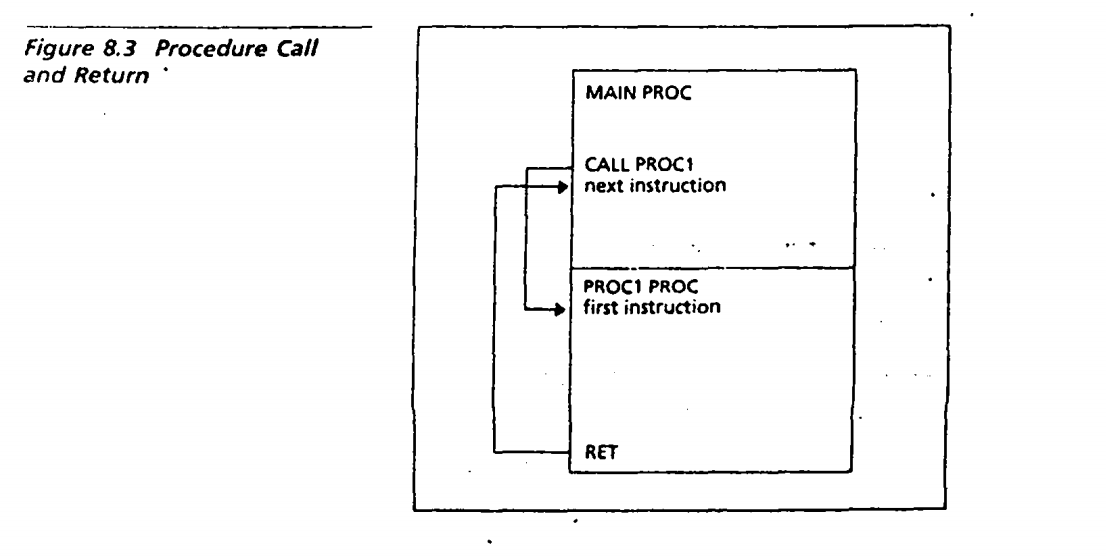 Figure 8.3 Procedure Call
and Return
MAIN PROC
CALL PROC1
next instruction
PROC1 PROC
first instruction
RET